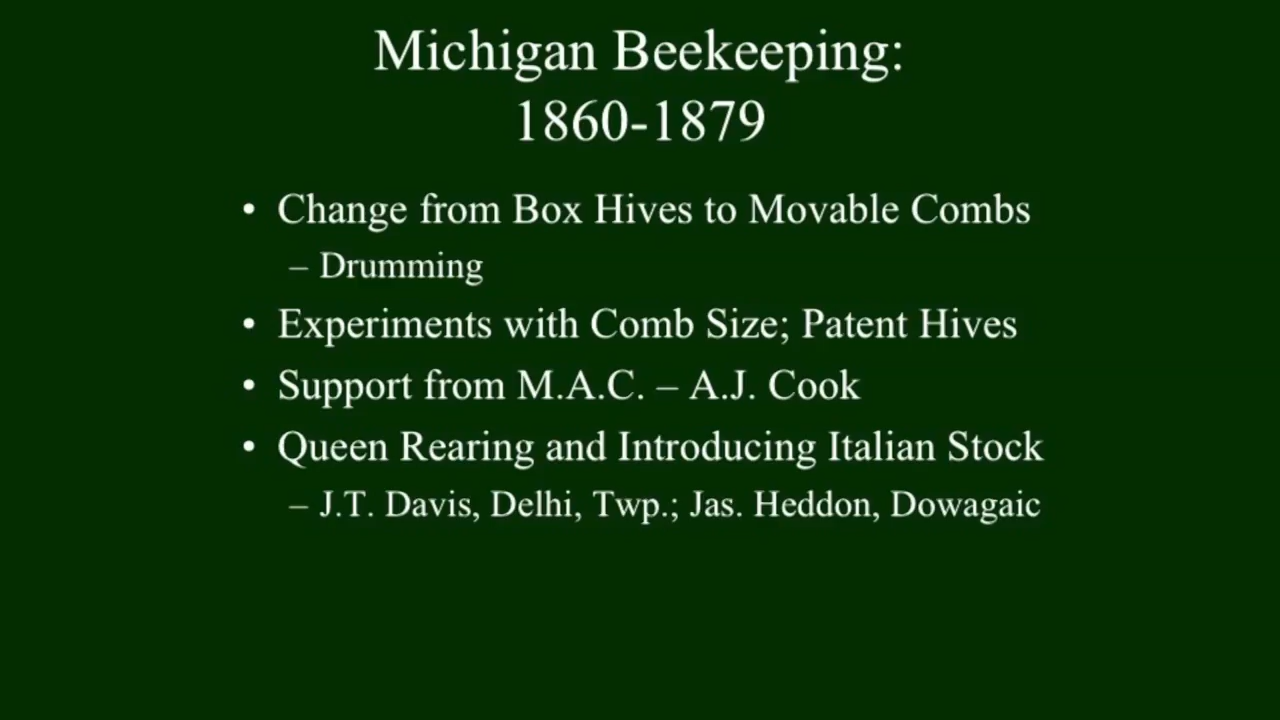 Michigan Beekeeping:
1860-1879
• Change from Box Hives to Movable Combs
– Drumming
• Experiments with Comb Size; Patent Hives
• Support from M.A.C. – A.J. Cook
• Queen Rearing and Introducing Italian Stock
– J.T. Davis, Delhi, Twp.; Jas. Heddon, Dowagaic